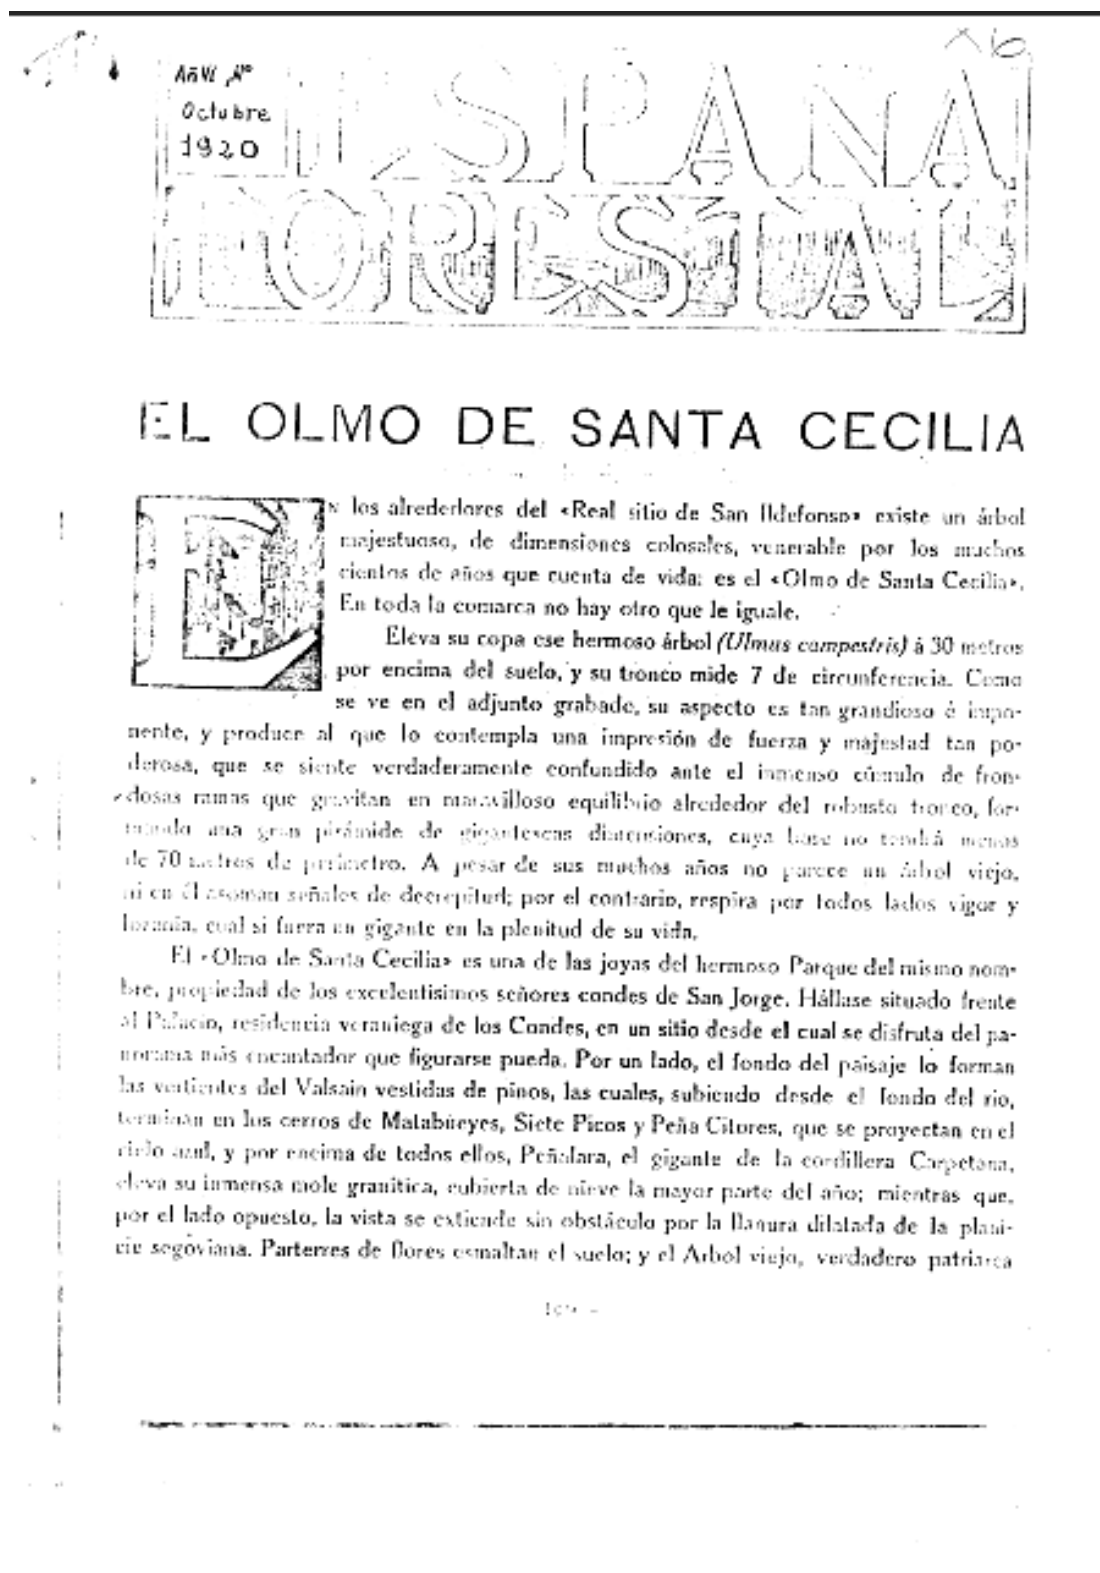 Año VI Nº
Octubre
1920
ESPAÑA
FORESTAL
EL OLMO DE SANTA CECILIA
EN los alrededores del «Real sitio de San Ildefonso» existe un árbol
majestuoso, de dimensiones colosales, venerable por los muchos
cientos de años que cuenta de vida: es el «Olmo de Santa Cecilia».
En toda la comarca no hay otro que le iguale.
Eleva su copa ese hermoso árbol (Ulmus campestris) á 30 metros
por encima del suelo, y su tronco mide 7 de circunferencia. Como
se ve en el adjunto grabado, su aspecto es tan grandioso é impo-
nente, y produce al que lo contempla una impresión de fuerza y majestad tan po-
derosa, que se siente verdaderamente confundido ante el inmenso cúmulo de fron-
dosas ramas que gravitan en maravilloso equilibrio alrededor del robusto tronco, for-
mando una gran pirámide de gigantescas dimensiones, cuya base no tendrá menos
de 70 metros de perímetro. A pesar de sus muchos años no parece un árbol viejo,
ni en él asoman señales de decrepitud; por el contrario, respira por todos lados vigor y
lozanía, cual si fuera un gigante en la plenitud de su vida.
El «Olmo de Santa Cecilia» es una de las joyas del hermoso Parque del mismo nom-
bre, propiedad de los excelentísimos señores condes de San Jorge. Hállase situado frente
al Palacio, residencia veraniega de los Condes, en un sitio desde el cual se disfruta del pa-
norama más encantador que figurarse pueda. Por un lado, el fondo del paisaje lo forman
las vertientes del Valsaín vestidas de pinos, las cuales, subiendo desde el fondo del río,
terminan en los cerros de Matabueyes, Siete Picos y Peña Citores, que se proyectan en el
cielo azul, y por encima de todos ellos, Peñalara, el gigante de la cordillera Carpetana,
eleva su inmensa mole granítica, cubierta de nieve la mayor parte del año; mientras que,
por el lado opuesto, la vista se extiende sin obstáculo por la llanura dilatada de la plani-
cie segoviana. Parterres de flores esmaltan el suelo; y el Arbol viejo, verdadero patriarca